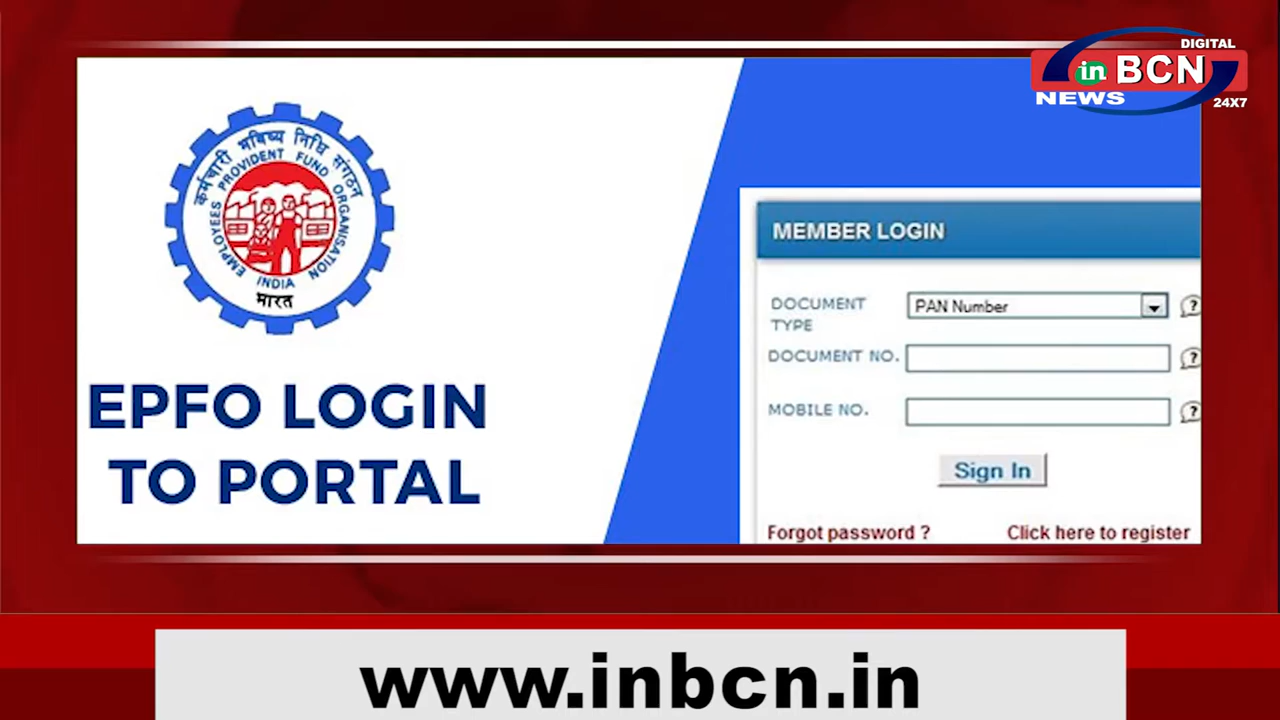 DIGITAL
in BCN
NEWS
24X7
कर्मचारी भविष्य निधि संगठन
EMPLOYEES PROVIDENT FUND ORGANISATION
INDIA
भारत
EPFO LOGIN
TO PORTAL
MEMBER LOGIN
DOCUMENT TYPE
PAN Number
?
DOCUMENT NO.
?
MOBILE NO.
?
Sign In
Forgot password ?
Click here to register
www.inbcn.in